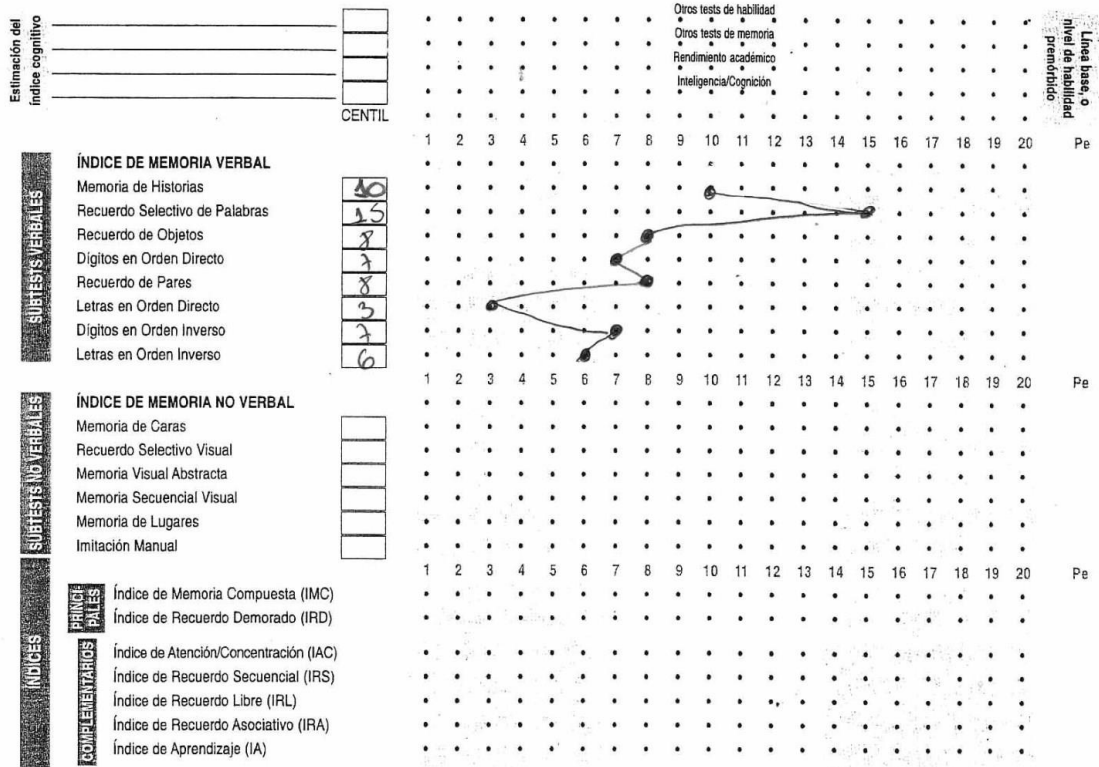 Otros tests de habilidad
Otros tests de memoria
Rendimiento académico
Inteligencia/Cognición
Estimación del
índice cognitivo
Línea base, o
nivel de habilidad
premórbido
CENTIL
1 2 3 4 5 6 7 8 9 10 11 12 13 14 15 16 17 18 19 20 Pe
SUBTESTS VERBALES
ÍNDICE DE MEMORIA VERBAL
Memoria de Historias 10
Recuerdo Selectivo de Palabras 15
Recuerdo de Objetos 8
Dígitos en Orden Directo 7
Recuerdo de Pares 8
Letras en Orden Directo 3
Dígitos en Orden Inverso 7
Letras en Orden Inverso 6
1 2 3 4 5 6 7 8 9 10 11 12 13 14 15 16 17 18 19 20 Pe
SUBTESTS NO VERBALES
ÍNDICE DE MEMORIA NO VERBAL
Memoria de Caras
Recuerdo Selectivo Visual
Memoria Visual Abstracta
Memoria Secuencial Visual
Memoria de Lugares
Imitación Manual
1 2 3 4 5 6 7 8 9 10 11 12 13 14 15 16 17 18 19 20 Pe
ÍNDICES
PRINCI-
PALES
Índice de Memoria Compuesta (IMC)
Índice de Recuerdo Demorado (IRD)
COMPLEMENTARIOS
Índice de Atención/Concentración (IAC)
Índice de Recuerdo Secuencial (IRS)
Índice de Recuerdo Libre (IRL)
Índice de Recuerdo Asociativo (IRA)
Índice de Aprendizaje (IA)